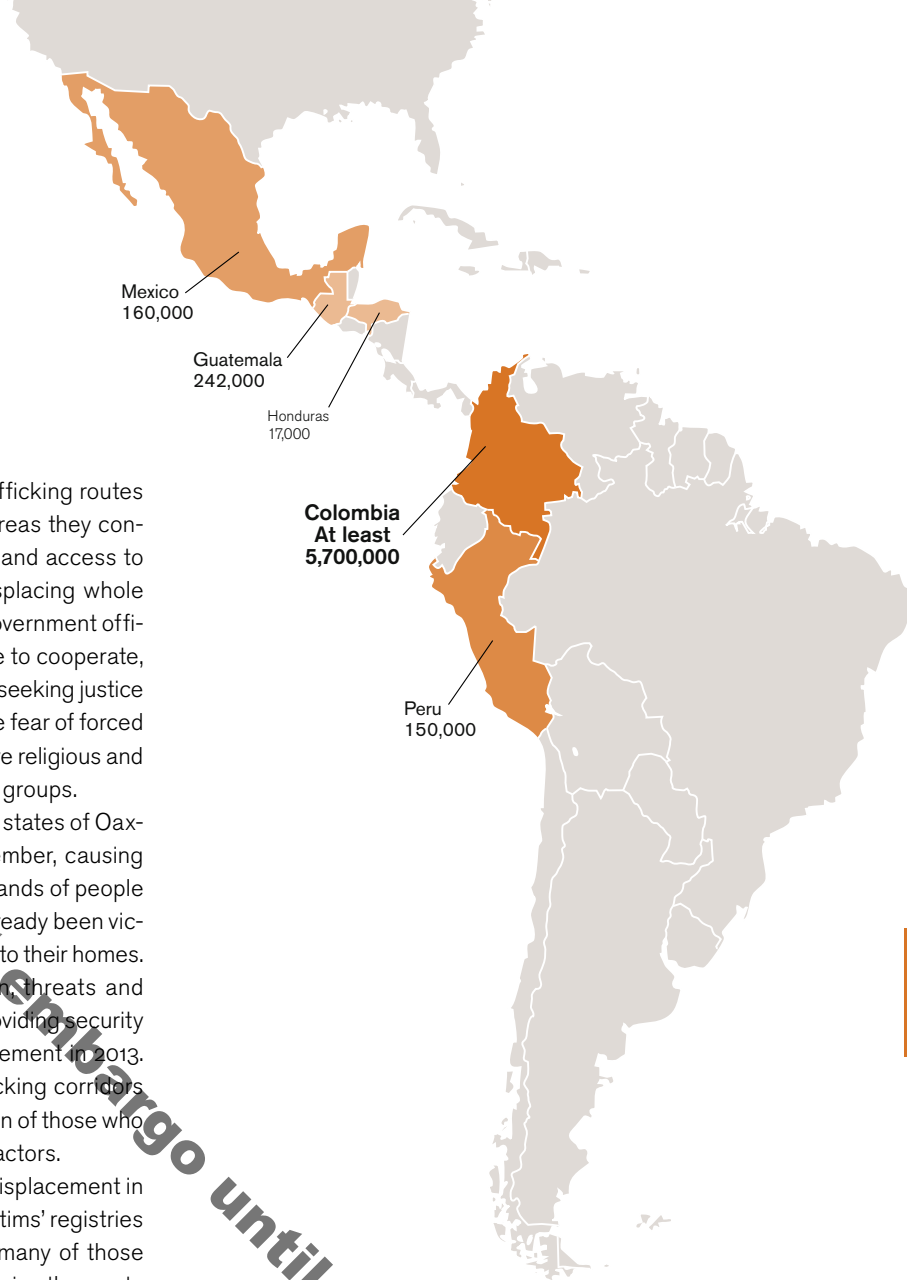 Mexico
160,000
Guatemala
242,000
Honduras
17,000
Colombia
At least
5,700,000
Peru
150,000
fficking routes
reas they con-
and access to
splacing whole
vernment offi-
e to cooperate,
seeking justice
e fear of forced
e religious and
groups.
states of Oax-
ember, causing
ands of people
eady been vic-
to their homes.
n, threats and
oviding security
ement in 2013.
cking corridors
n of those who
actors.
isplacement in
tims' registries
many of those
embargo until